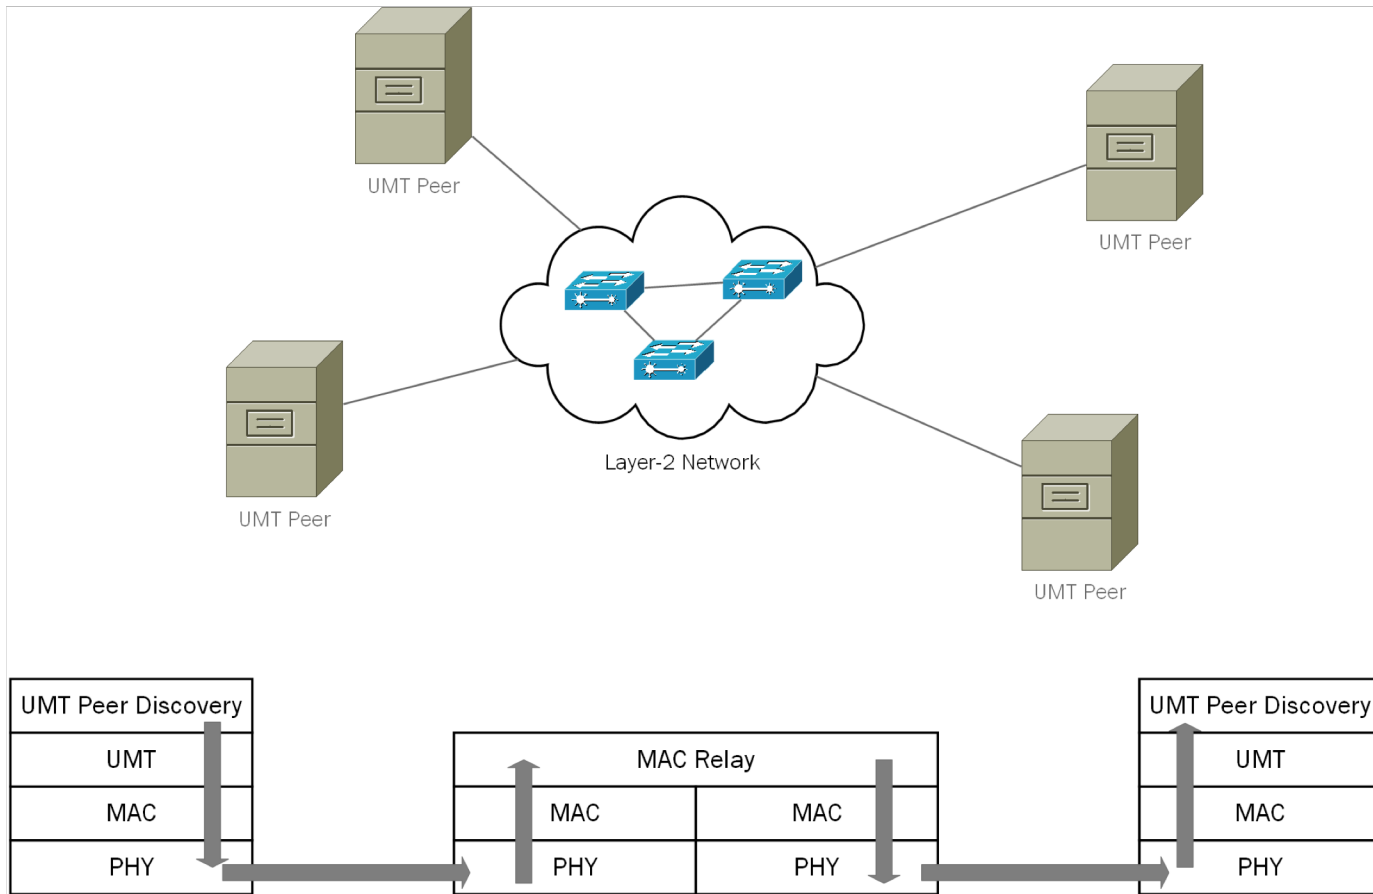 UMT Peer
UMT Peer
Layer-2 Network
UMT Peer
UMT Peer
UMT Peer Discovery
UMT
MAC
PHY
MAC Relay
MAC
MAC
PHY
PHY
UMT Peer Discovery
UMT
MAC
PHY